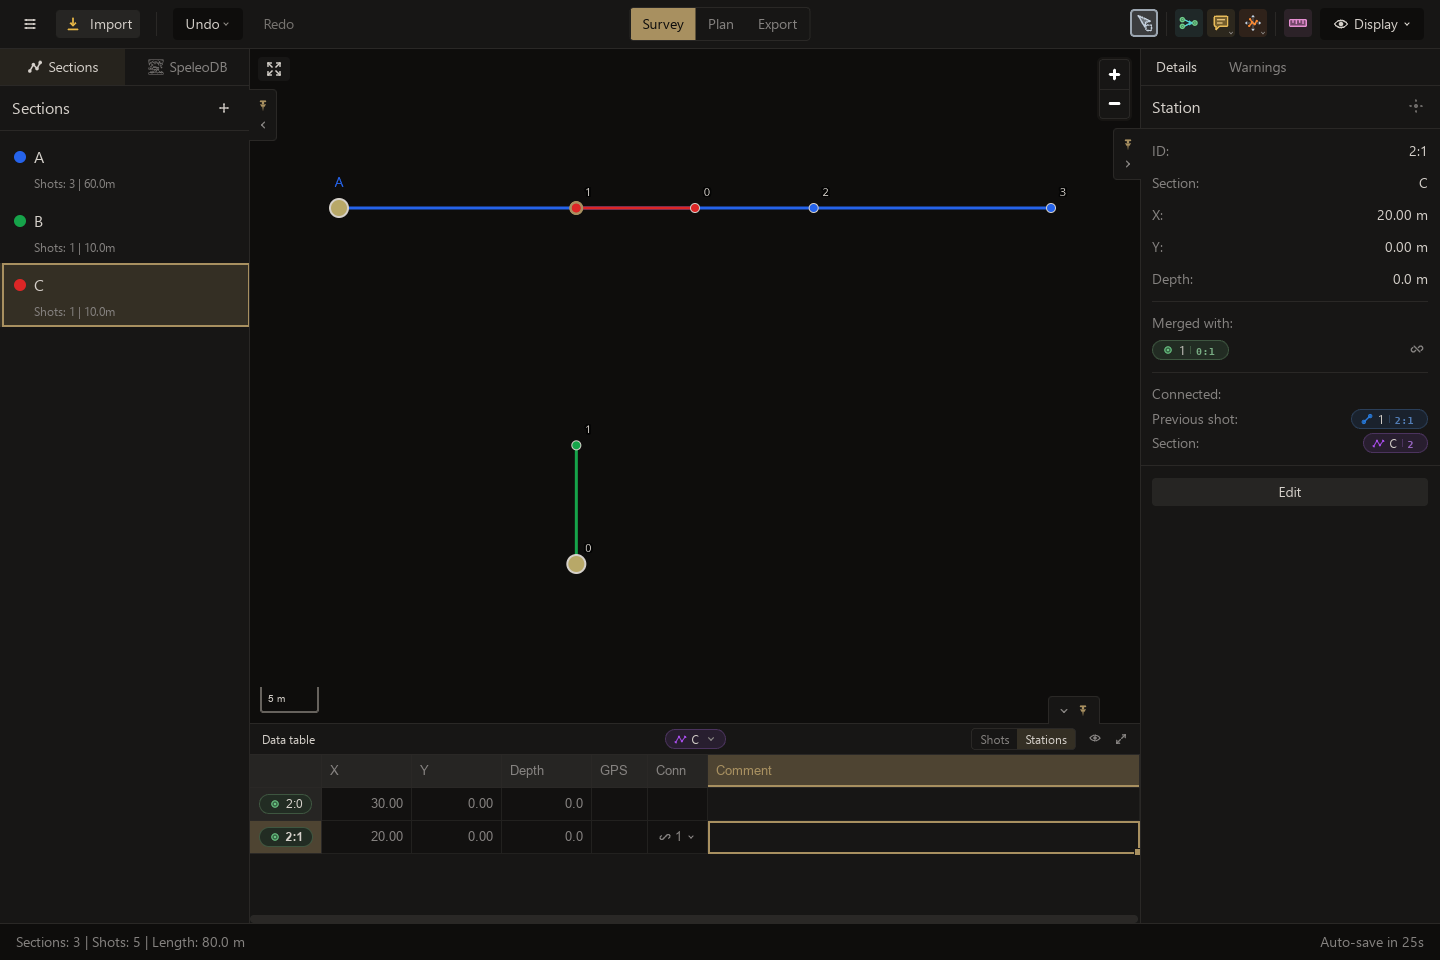 Import
Undo
Redo
Survey
Plan
Export
Display
Sections
SpeleoDB
Details
Warnings
Sections
+
A
Shots: 3 | 60.0m
B
Shots: 1 | 10.0m
C
Shots: 1 | 10.0m
A
1
0
2
3
1
0
5 m
Station
ID:
2:1
Section:
C
X:
20.00 m
Y:
0.00 m
Depth:
0.0 m
Merged with:
1 | 0:1
Connected:
Previous shot:
1 | 2:1
Section:
C | 2
Edit
Data table
C
Shots
Stations
X
Y
Depth
GPS
Conn
Comment
2:0
30.00
0.00
0.0
2:1
20.00
0.00
0.0
1
Sections: 3 | Shots: 5 | Length: 80.0 m
Auto-save in 25s